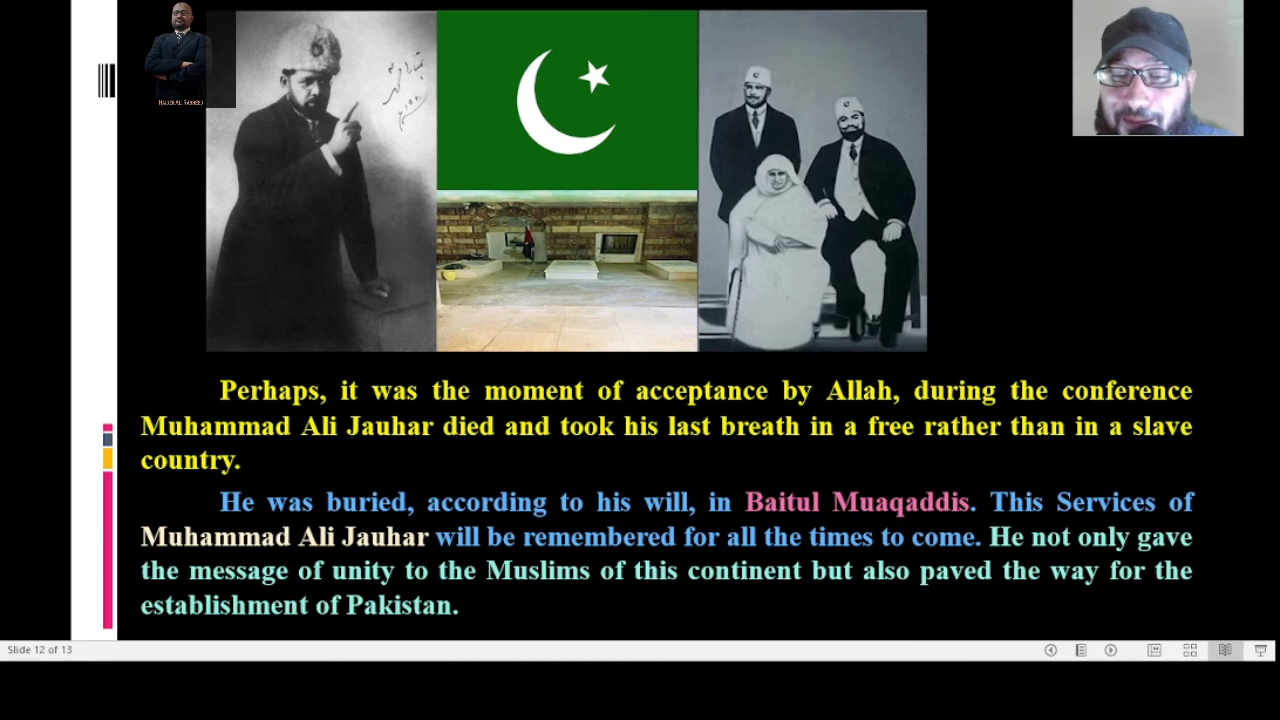 Perhaps, it was the moment of acceptance by Allah, during the conference
Muhammad Ali Jauhar died and took his last breath in a free rather than in a slave
country.
He was buried, according to his will, in Baitul Muaqaddis. This Services of
Muhammad Ali Jauhar will be remembered for all the times to come. He not only gave
the message of unity to the Muslims of this continent but also paved the way for the
establishment of Pakistan.
Slide 12 of 13